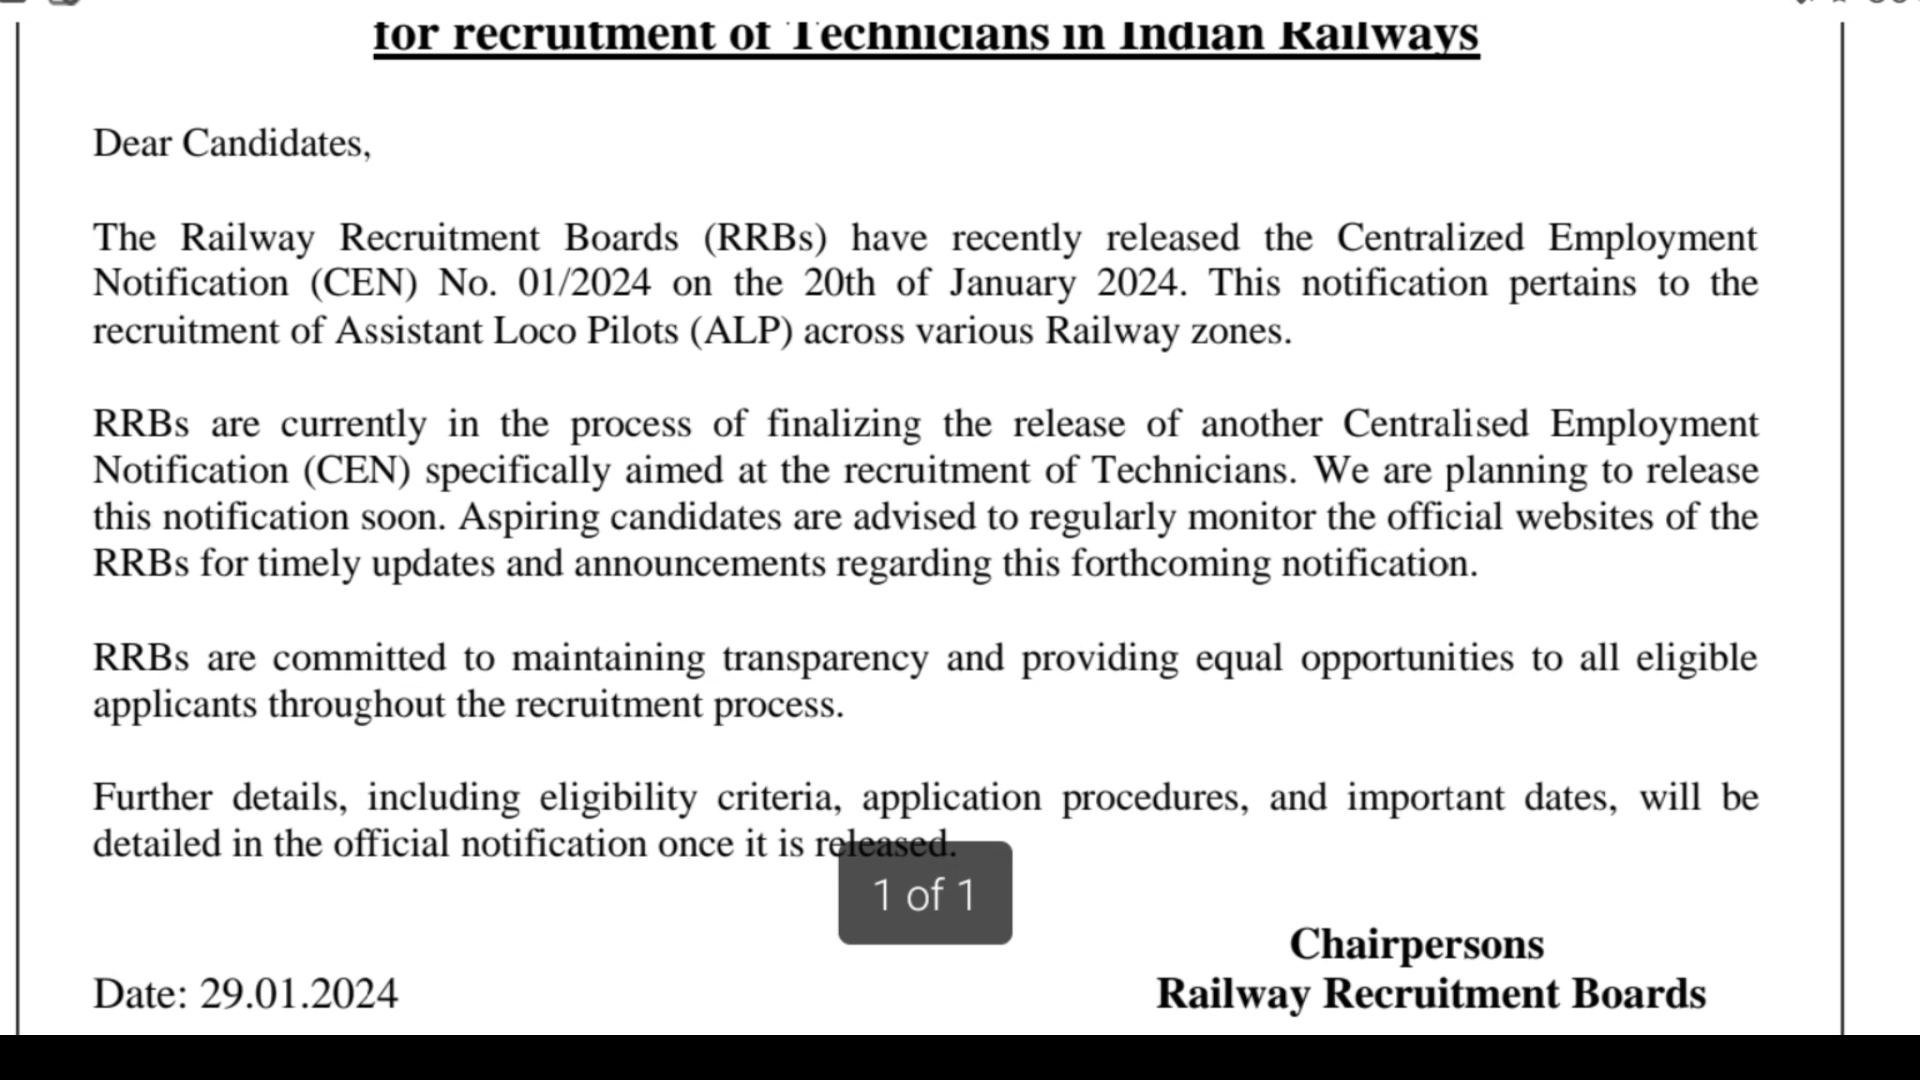 for recruitment of Technicians in Indian Railways
Dear Candidates,
The Railway Recruitment Boards (RRBs) have recently released the Centralized Employment
Notification (CEN) No. 01/2024 on the 20th of January 2024. This notification pertains to the
recruitment of Assistant Loco Pilots (ALP) across various Railway zones.
RRBs are currently in the process of finalizing the release of another Centralised Employment
Notification (CEN) specifically aimed at the recruitment of Technicians. We are planning to release
this notification soon. Aspiring candidates are advised to regularly monitor the official websites of the
RRBs for timely updates and announcements regarding this forthcoming notification.
RRBs are committed to maintaining transparency and providing equal opportunities to all eligible
applicants throughout the recruitment process.
Further details, including eligibility criteria, application procedures, and important dates, will be
detailed in the official notification once it is released.
1 of 1
Chairpersons
Date: 29.01.2024 Railway Recruitment Boards